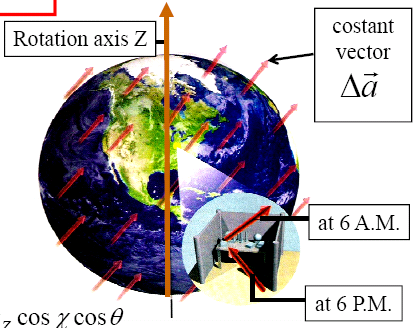 Rotation axis Z
costant
vector
Δa⃗
at 6 A.M.
at 6 P.M.
z cos χ cos θ